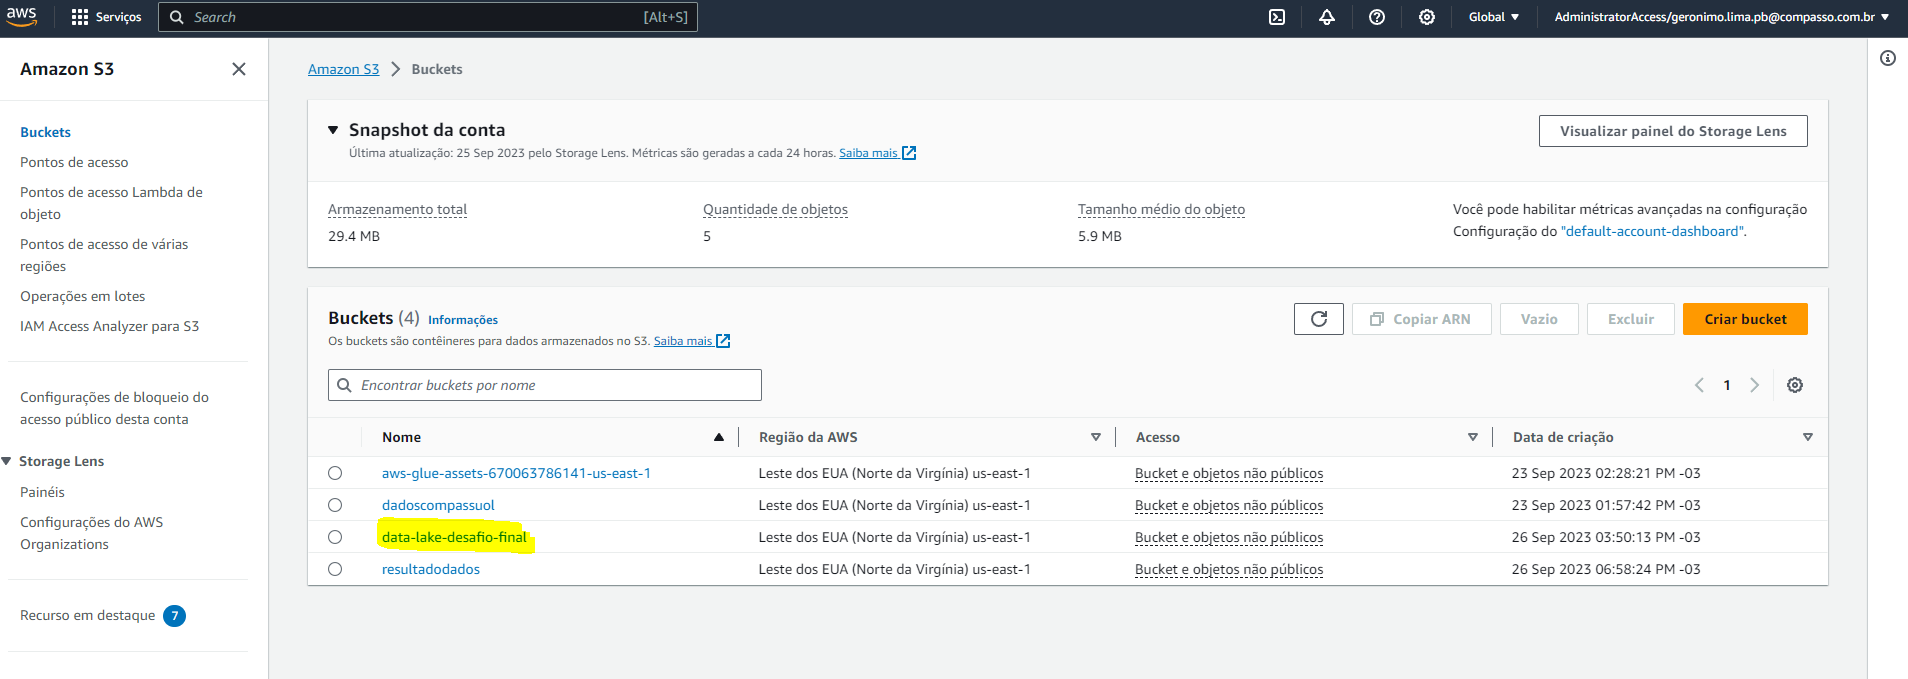 aws
Serviços
Search
[Alt+S]
Global
AdministratorAccess/geronimo.lima.pb@compasso.com.br
Amazon S3
Buckets
Pontos de acesso
Pontos de acesso Lambda de
objeto
Pontos de acesso de várias
regiões
Operações em lotes
IAM Access Analyzer para S3
Configurações de bloqueio do
acesso público desta conta
Storage Lens
Painéis
Configurações do AWS
Organizations
Recurso em destaque 7
Amazon S3 > Buckets
Snapshot da conta
Última atualização: 25 Sep 2023 pelo Storage Lens. Métricas são geradas a cada 24 horas. Saiba mais
Visualizar painel do Storage Lens
Armazenamento total
29.4 MB
Quantidade de objetos
5
Tamanho médio do objeto
5.9 MB
Você pode habilitar métricas avançadas na configuração
Configuração do "default-account-dashboard".
Buckets (4) Informações
Os buckets são contêineres para dados armazenados no S3. Saiba mais
Copiar ARN
Vazio
Excluir
Criar bucket
Encontrar buckets por nome
1
Nome Região da AWS Acesso Data de criação
aws-glue-assets-670063786141-us-east-1 Leste dos EUA (Norte da Virgínia) us-east-1 Bucket e objetos não públicos 23 Sep 2023 02:28:21 PM -03
dadoscompassuol Leste dos EUA (Norte da Virgínia) us-east-1 Bucket e objetos não públicos 23 Sep 2023 01:57:42 PM -03
data-lake-desafio-final Leste dos EUA (Norte da Virgínia) us-east-1 Bucket e objetos não públicos 26 Sep 2023 03:50:13 PM -03
resultadodados Leste dos EUA (Norte da Virgínia) us-east-1 Bucket e objetos não públicos 26 Sep 2023 06:58:24 PM -03